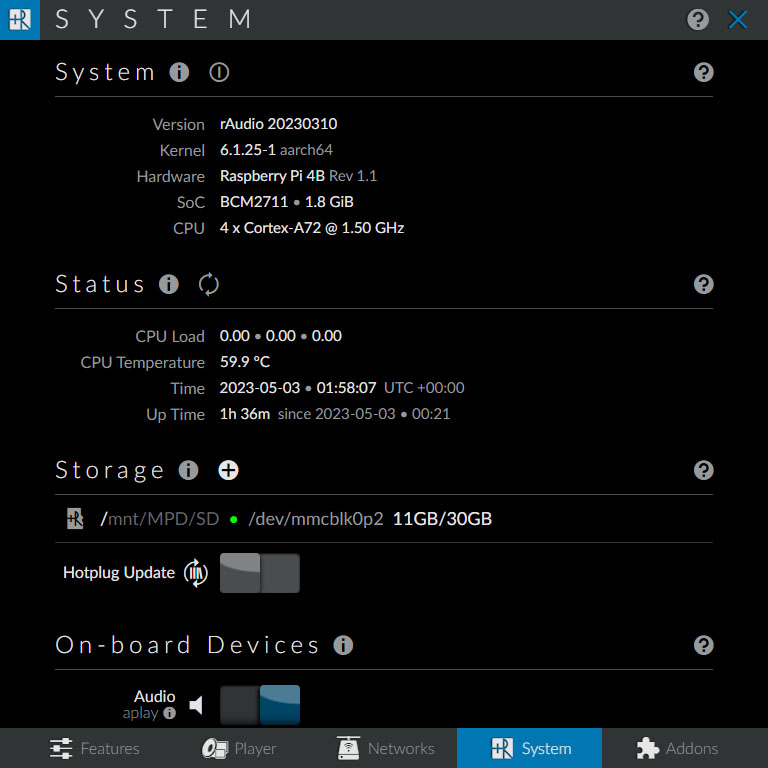 SYSTEM
System
Version rAudio 20230310
Kernel 6.1.25-1 aarch64
Hardware Raspberry Pi 4B Rev 1.1
SoC BCM2711 • 1.8 GiB
CPU 4 x Cortex-A72 @ 1.50 GHz
Status
CPU Load 0.00 • 0.00 • 0.00
CPU Temperature 59.9 °C
Time 2023-05-03 • 01:58:07 UTC +00:00
Up Time 1h 36m since 2023-05-03 • 00:21
Storage
/mnt/MPD/SD • /dev/mmcblk0p2 11GB/30GB
Hotplug Update
On-board Devices
Audio
aplay
Features Player Networks System Addons